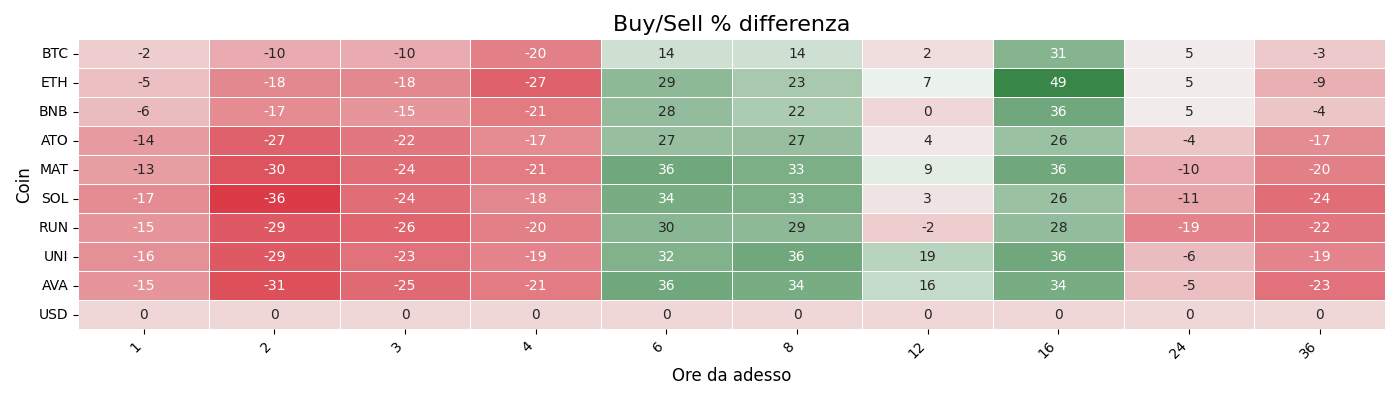 Buy/Sell % differenza
Coin
BTC -2 -10 -10 -20 14 14 2 31 5 -3
ETH -5 -18 -18 -27 29 23 7 49 5 -9
BNB -6 -17 -15 -21 28 22 0 36 5 -4
ATO -14 -27 -22 -17 27 27 4 26 -4 -17
MAT -13 -30 -24 -21 36 33 9 36 -10 -20
SOL -17 -36 -24 -18 34 33 3 26 -11 -24
RUN -15 -29 -26 -20 30 29 -2 28 -19 -22
UNI -16 -29 -23 -19 32 36 19 36 -6 -19
AVA -15 -31 -25 -21 36 34 16 34 -5 -23
USD 0 0 0 0 0 0 0 0 0 0
1 2 3 4 6 8 12 16 24 36
Ore da adesso